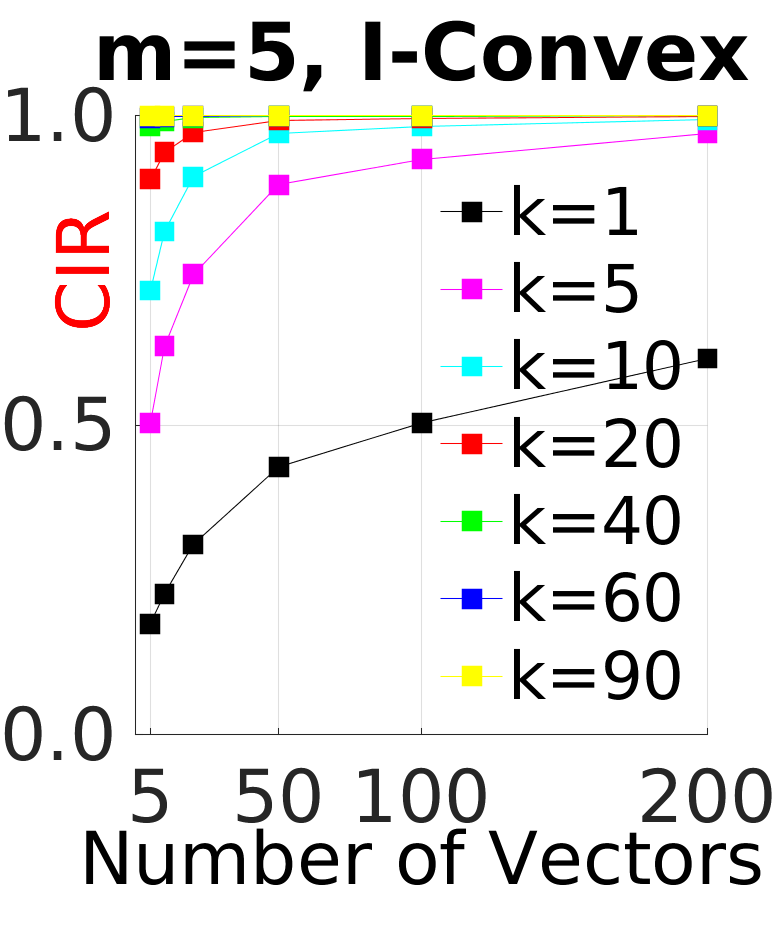 m=5, I-Convex
1.0
CIR
0.5
0.0
k=1
k=5
k=10
k=20
k=40
k=60
k=90
5 50 100 200
Number of Vectors